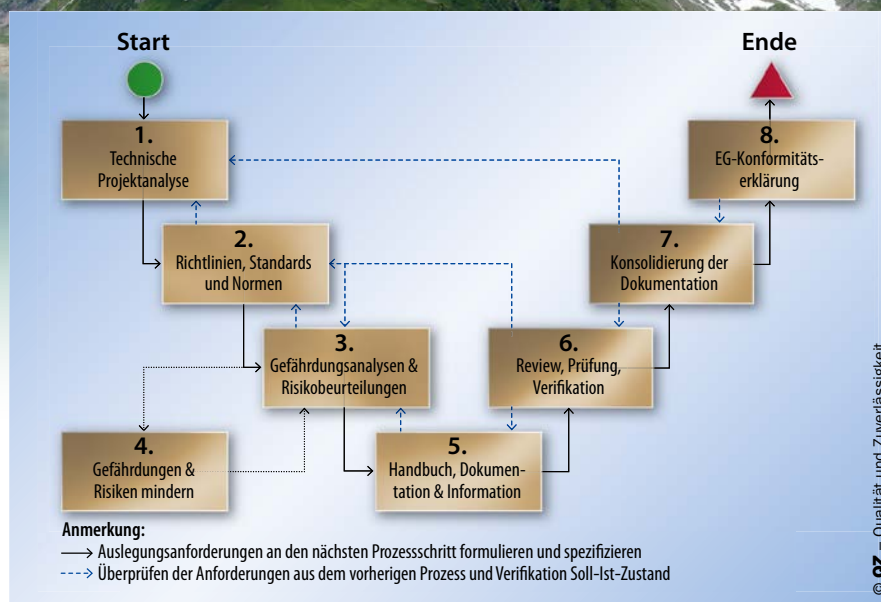 Start
Ende
1.
Technische
Projektanalyse
8.
EG-Konformitäts-
erklärung
2.
Richtlinien, Standards
und Normen
7.
Konsolidierung der
Dokumentation
3.
Gefährdungsanalysen &
Risikobeurteilungen
6.
Review, Prüfung,
Verifikation
4.
Gefährdungen &
Risiken mindern
5.
Handbuch, Dokumen-
tation & Information
Anmerkung:
Auslegungsanforderungen an den nächsten Prozessschritt formulieren und spezifizieren
Überprüfen der Anforderungen aus dem vorherigen Prozess und Verifikation Soll-Ist-Zustand
© QZ – Qualität und Zuverlässigkeit